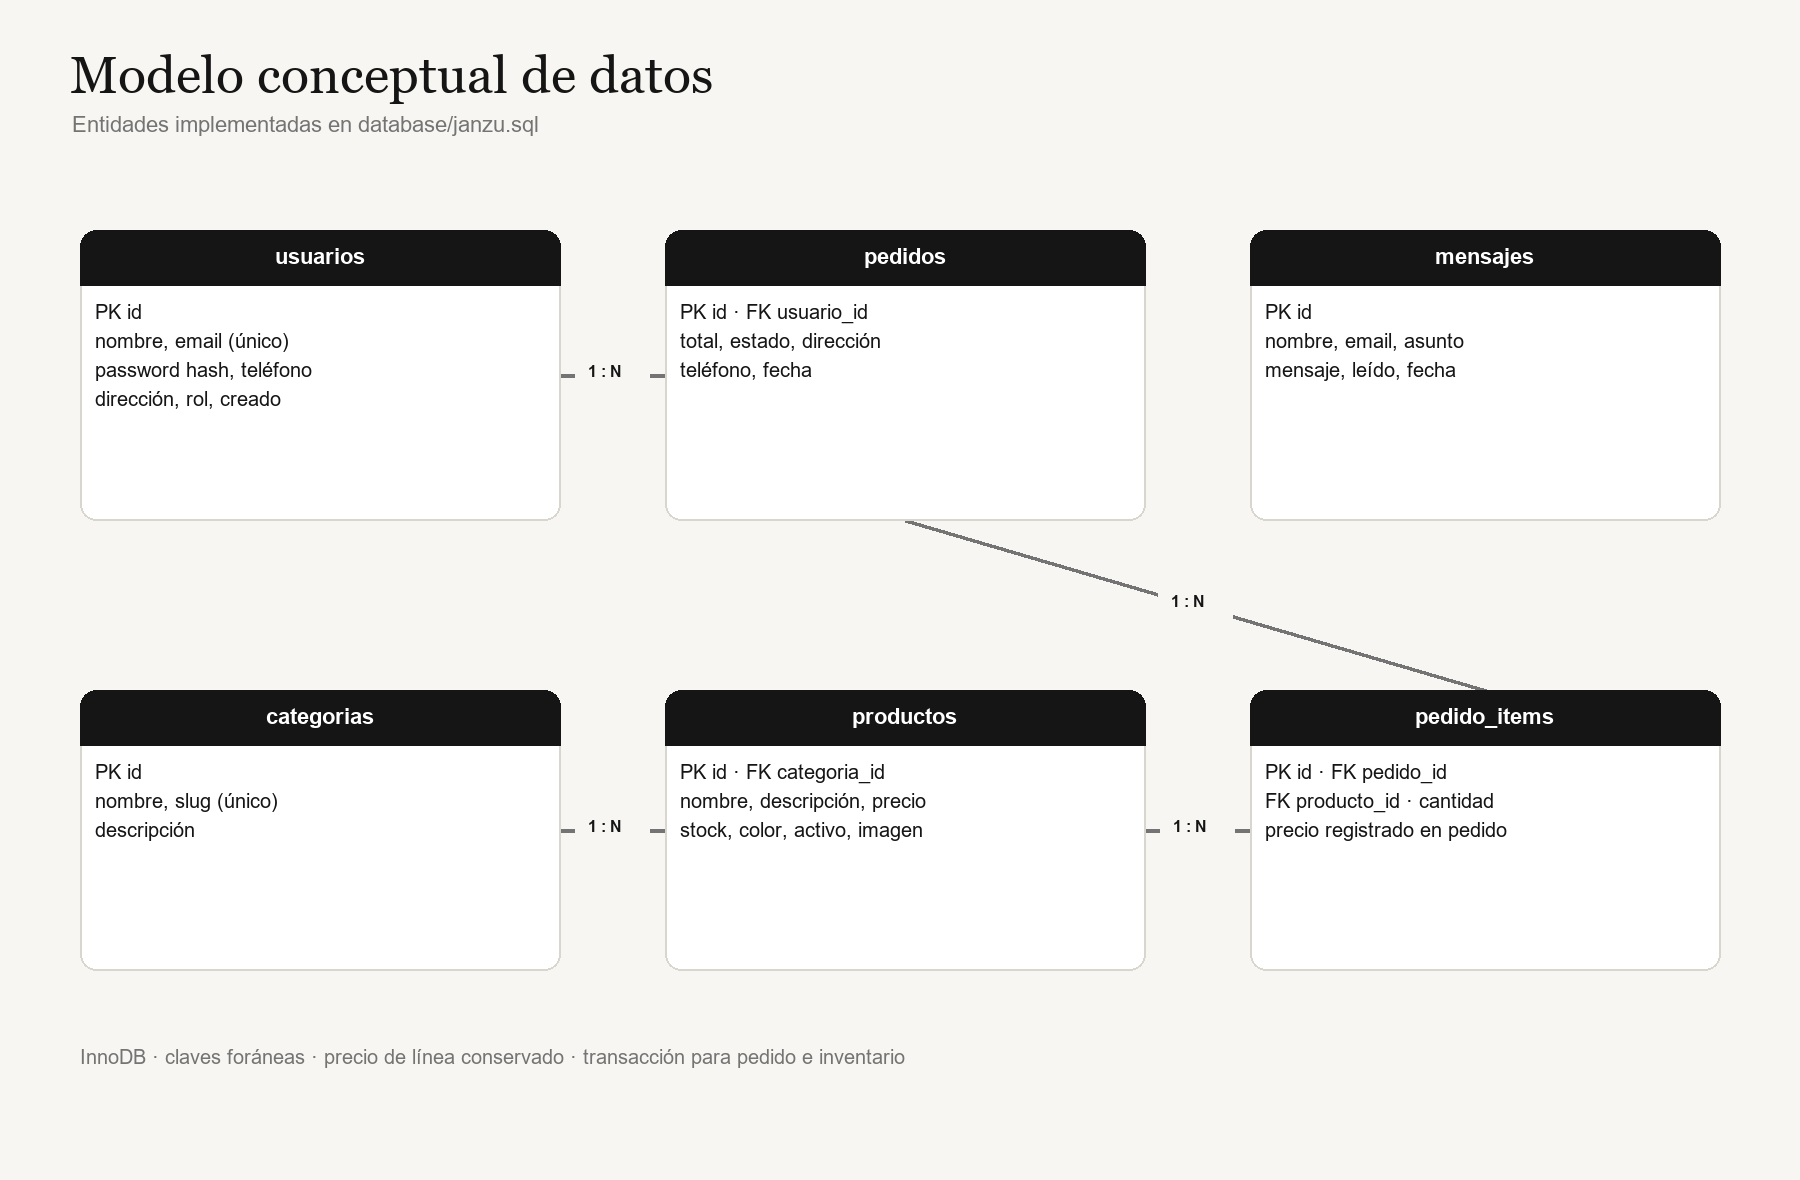 Modelo conceptual de datos
Entidades implementadas en database/janzu.sql
usuarios
PK id
nombre, email (único)
password hash, teléfono
dirección, rol, creado
1 : N
pedidos
PK id · FK usuario_id
total, estado, dirección
teléfono, fecha
mensajes
PK id
nombre, email, asunto
mensaje, leído, fecha
1 : N
categorias
PK id
nombre, slug (único)
descripción
1 : N
productos
PK id · FK categoria_id
nombre, descripción, precio
stock, color, activo, imagen
1 : N
pedido_items
PK id · FK pedido_id
FK producto_id · cantidad
precio registrado en pedido
InnoDB · claves foráneas · precio de línea conservado · transacción para pedido e inventario